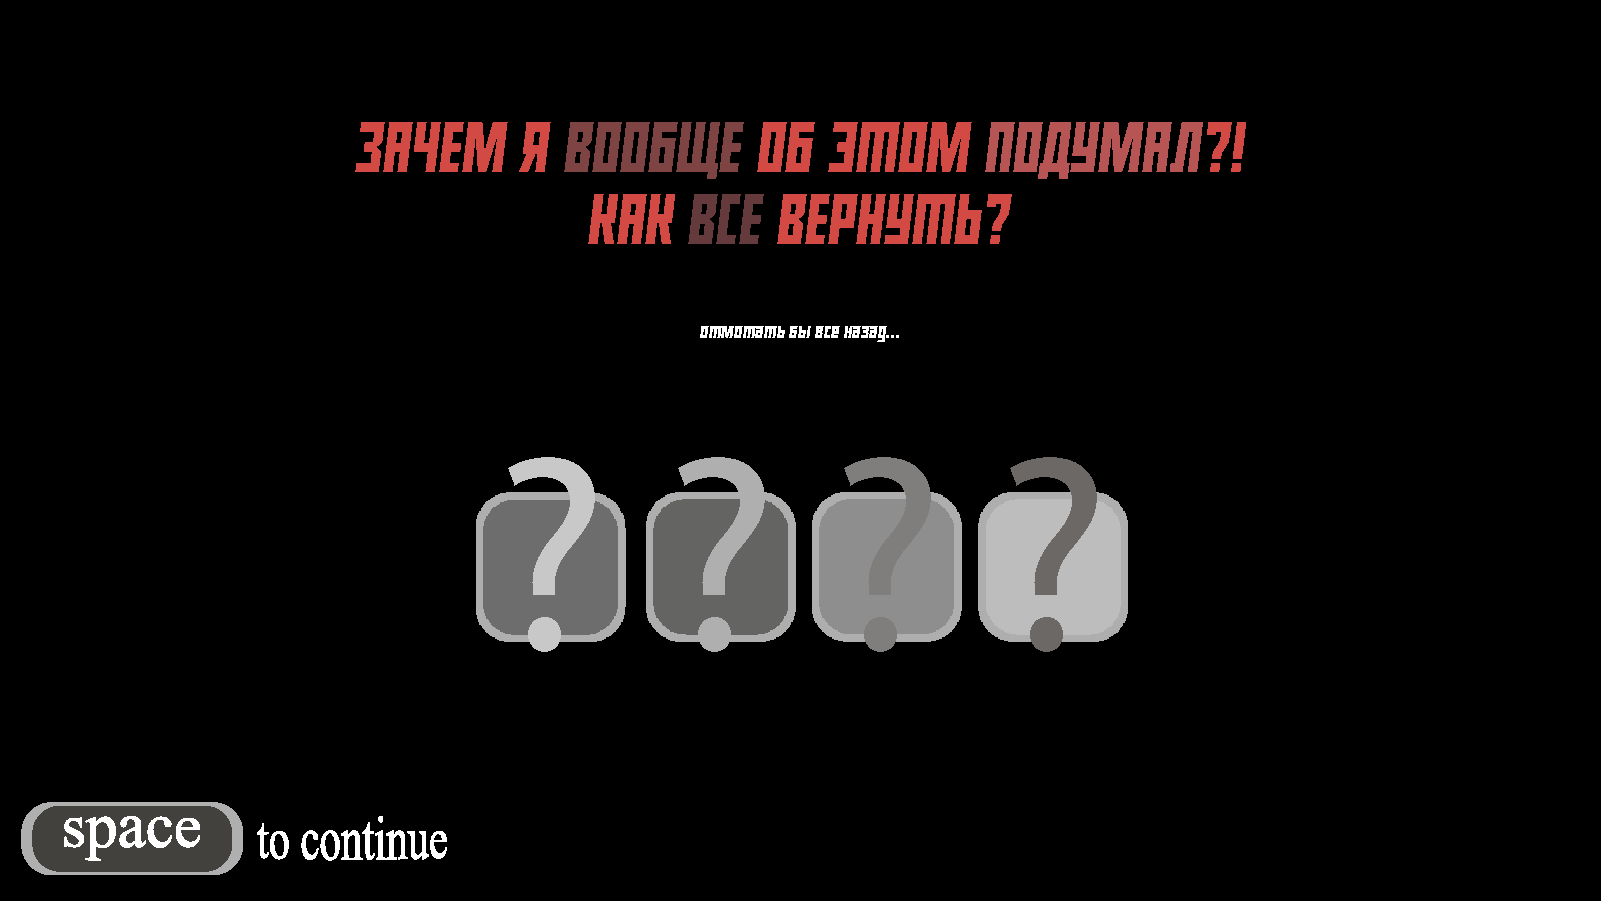 ЗАЧЕМ Я ВООБЩЕ ОБ ЭТОМ ПОДУМАЛ?!
КАК ВСЕ ВЕРНУТЬ?
отмотать бы все назад...
? ? ? ?
space to continue